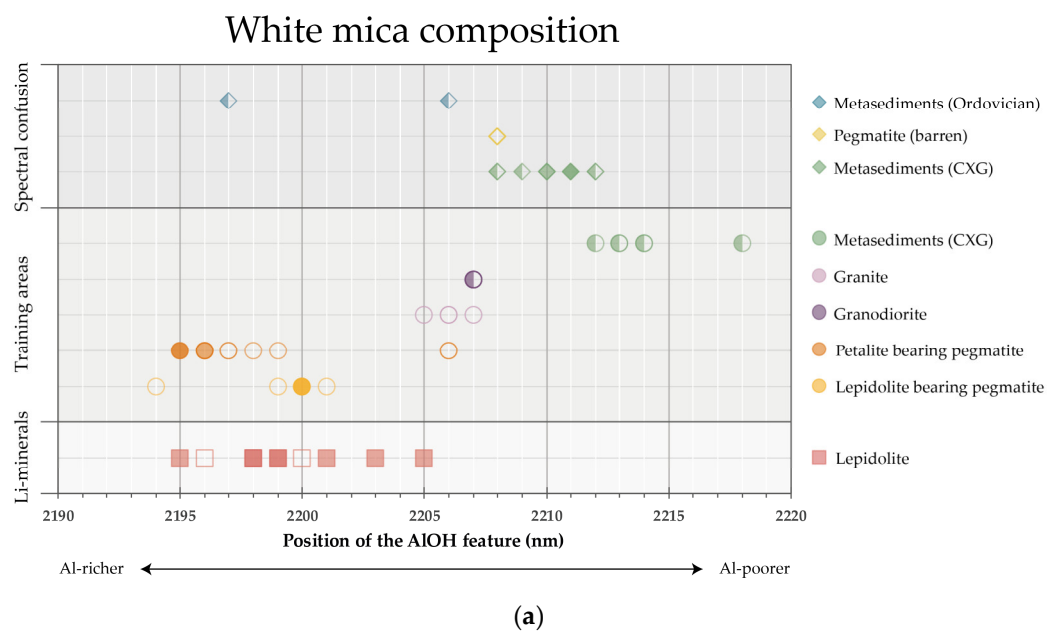 White mica composition
Spectral confusion
Training areas
Li-minerals
Metasediments (Ordovician)
Pegmatite (barren)
Metasediments (CXG)
Metasediments (CXG)
Granite
Granodiorite
Petalite bearing pegmatite
Lepidolite bearing pegmatite
Lepidolite
2190 2195 2200 2205 2210 2215 2220
Position of the AlOH feature (nm)
Al-richer Al-poorer
(a)